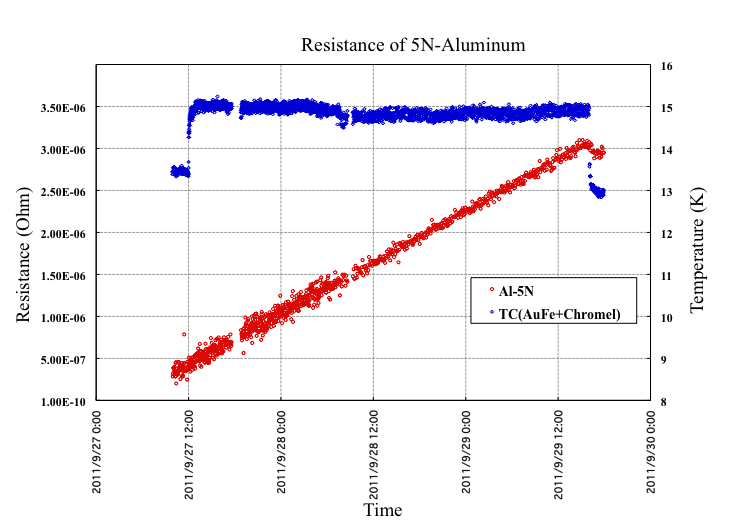 Resistance of 5N-Aluminum
16
3.50E-06
15
3.00E-06
14
2.50E-06
13
2.00E-06
12
1.50E-06
11
1.00E-06
10
5.00E-07
9
1.00E-10
8
Resistance (Ohm)
Temperature (K)
Al-5N
TC(AuFe+Chromel)
2011/9/27 0:00
2011/9/27 12:00
2011/9/28 0:00
2011/9/28 12:00
2011/9/29 0:00
2011/9/29 12:00
2011/9/30 0:00
Time